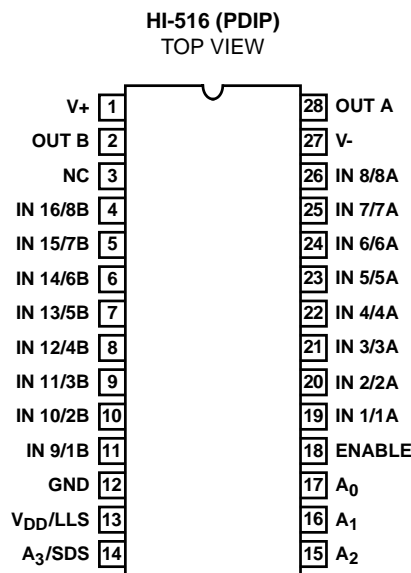 HI-516 (PDIP)
TOP VIEW
V+ 1 28 OUT A
OUT B 2 27 V-
NC 3 26 IN 8/8A
IN 16/8B 4 25 IN 7/7A
IN 15/7B 5 24 IN 6/6A
IN 14/6B 6 23 IN 5/5A
IN 13/5B 7 22 IN 4/4A
IN 12/4B 8 21 IN 3/3A
IN 11/3B 9 20 IN 2/2A
IN 10/2B 10 19 IN 1/1A
IN 9/1B 11 18 ENABLE
GND 12 17 A0
VDD/LLS 13 16 A1
A3/SDS 14 15 A2